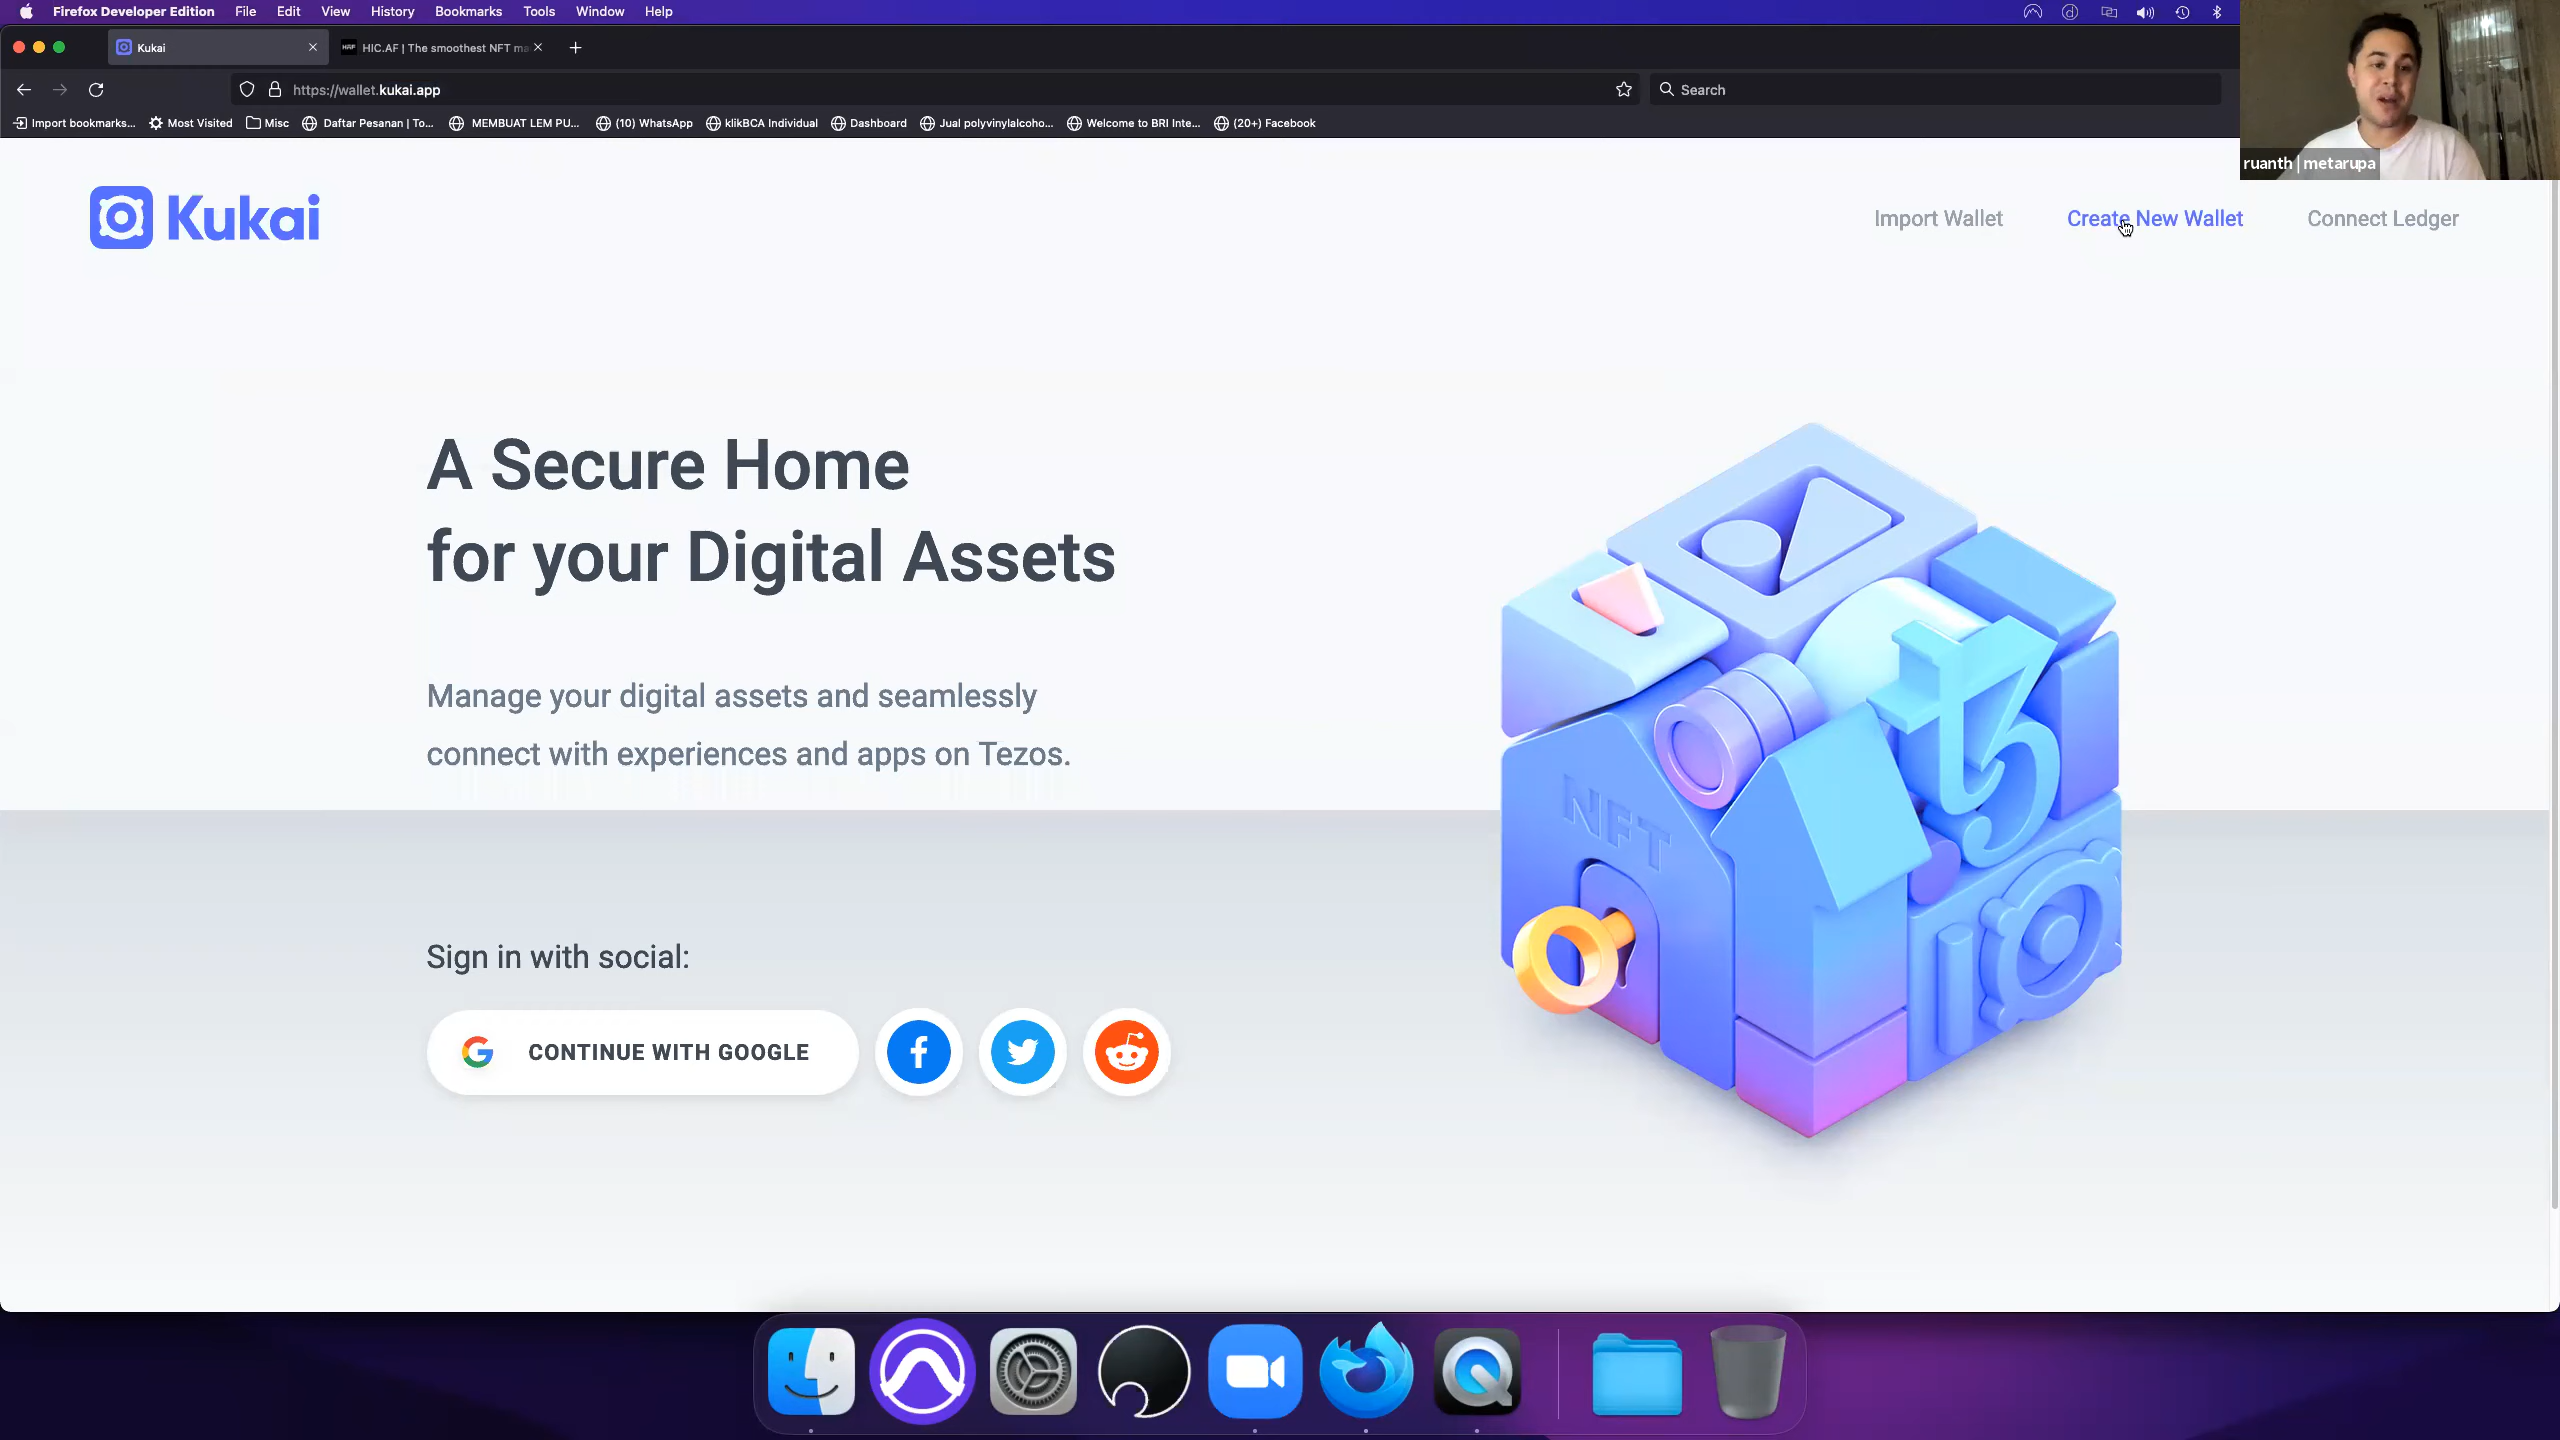 Firefox Developer Edition File Edit View History Bookmarks Tools Window Help
Kukai
HIC.AF | The smoothest NFT ma
https://wallet.kukai.app
Search
Import bookmarks... Most Visited Misc Daftar Pesanan | To... MEMBUAT LEM PU... (10) WhatsApp klikBCA Individual Dashboard Jual polyvinylalcoho... Welcome to BRI Inte... (20+) Facebook
ruanth | metarupa
Kukai
Import Wallet Create New Wallet Connect Ledger
A Secure Home
for your Digital Assets
Manage your digital assets and seamlessly
connect with experiences and apps on Tezos.
NFT
Sign in with social:
CONTINUE WITH GOOGLE